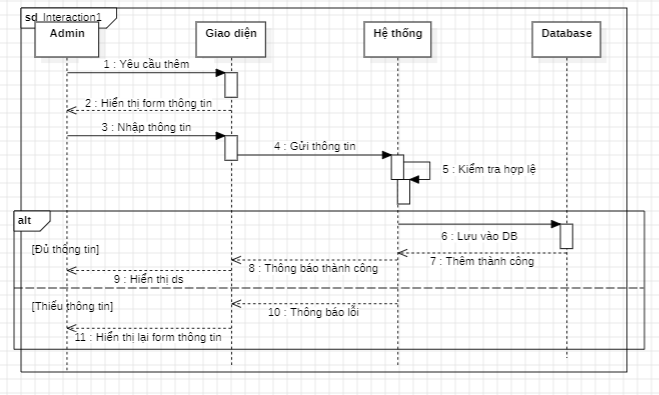 sd Interaction1
Admin
Giao diện
Hệ thống
Database
1 : Yêu cầu thêm
2 : Hiển thi form thông tin
3 : Nhập thông tin
4 : Gửi thông tin
5 : Kiểm tra hợp lệ
alt
6 : Lưu vào DB
[Đủ thông tin]
7 : Thêm thành công
8 : Thông báo thành công
9 : Hiển thị ds
[Thiếu thông tin]
10 : Thông báo lỗi
11 : Hiển thị lại form thông tin